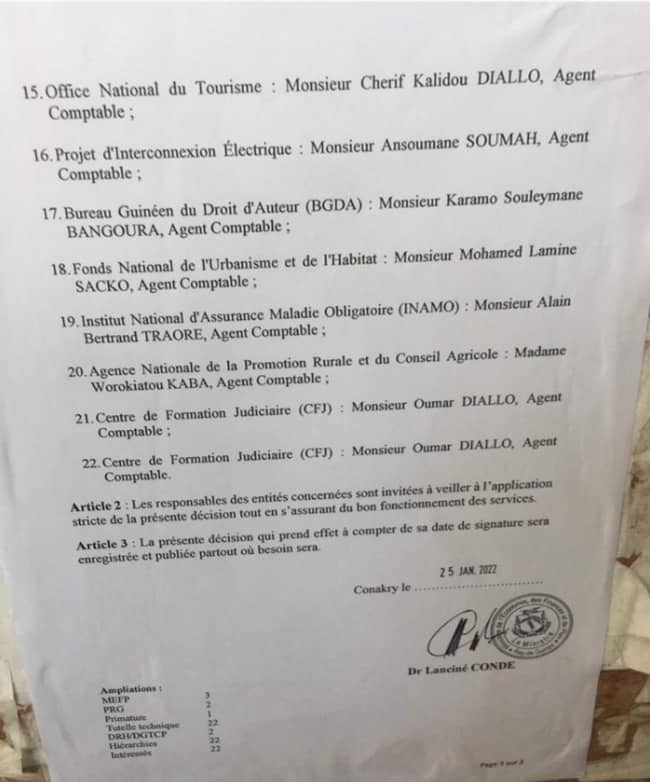 15. Office National du Tourisme : Monsieur Cherif Kalidou DIALLO, Agent
Comptable ;
16. Projet d'Interconnexion Électrique : Monsieur Ansoumane SOUMAH, Agent
Comptable ;
17. Bureau Guinéen du Droit d'Auteur (BGDA) : Monsieur Karamo Souleymane
BANGOURA, Agent Comptable ;
18. Fonds National de l'Urbanisme et de l'Habitat : Monsieur Mohamed Lamine
SACKO, Agent Comptable ;
19. Institut National d'Assurance Maladie Obligatoire (INAMO) : Monsieur Alain
Bertrand TRAORE, Agent Comptable ;
20. Agence Nationale de la Promotion Rurale et du Conseil Agricole : Madame
Worokiatou KABA, Agent Comptable ;
21. Centre de Formation Judiciaire (CFJ) : Monsieur Oumar DIALLO, Agent
Comptable ;
22. Centre de Formation Judiciaire (CFJ) : Monsieur Oumar DIALLO, Agent
Comptable.
Article 2 : Les responsables des entités concernées sont invitées à veiller à l'application
stricte de la présente décision tout en s'assurant du bon fonctionnement des services.
Article 3 : La présente décision qui prend effet à compter de sa date de signature sera
enregistrée et publiée partout où besoin sera.
25 JAN. 2022
Conakry le ..............................
Le Ministre
Dr Lanciné CONDE
Ampliations :
MEFP 3
PRG 2
Primature 1
Tutelle technique 22
DRH/DGTCP 2
Hiérarchies 22
Intéressés 22